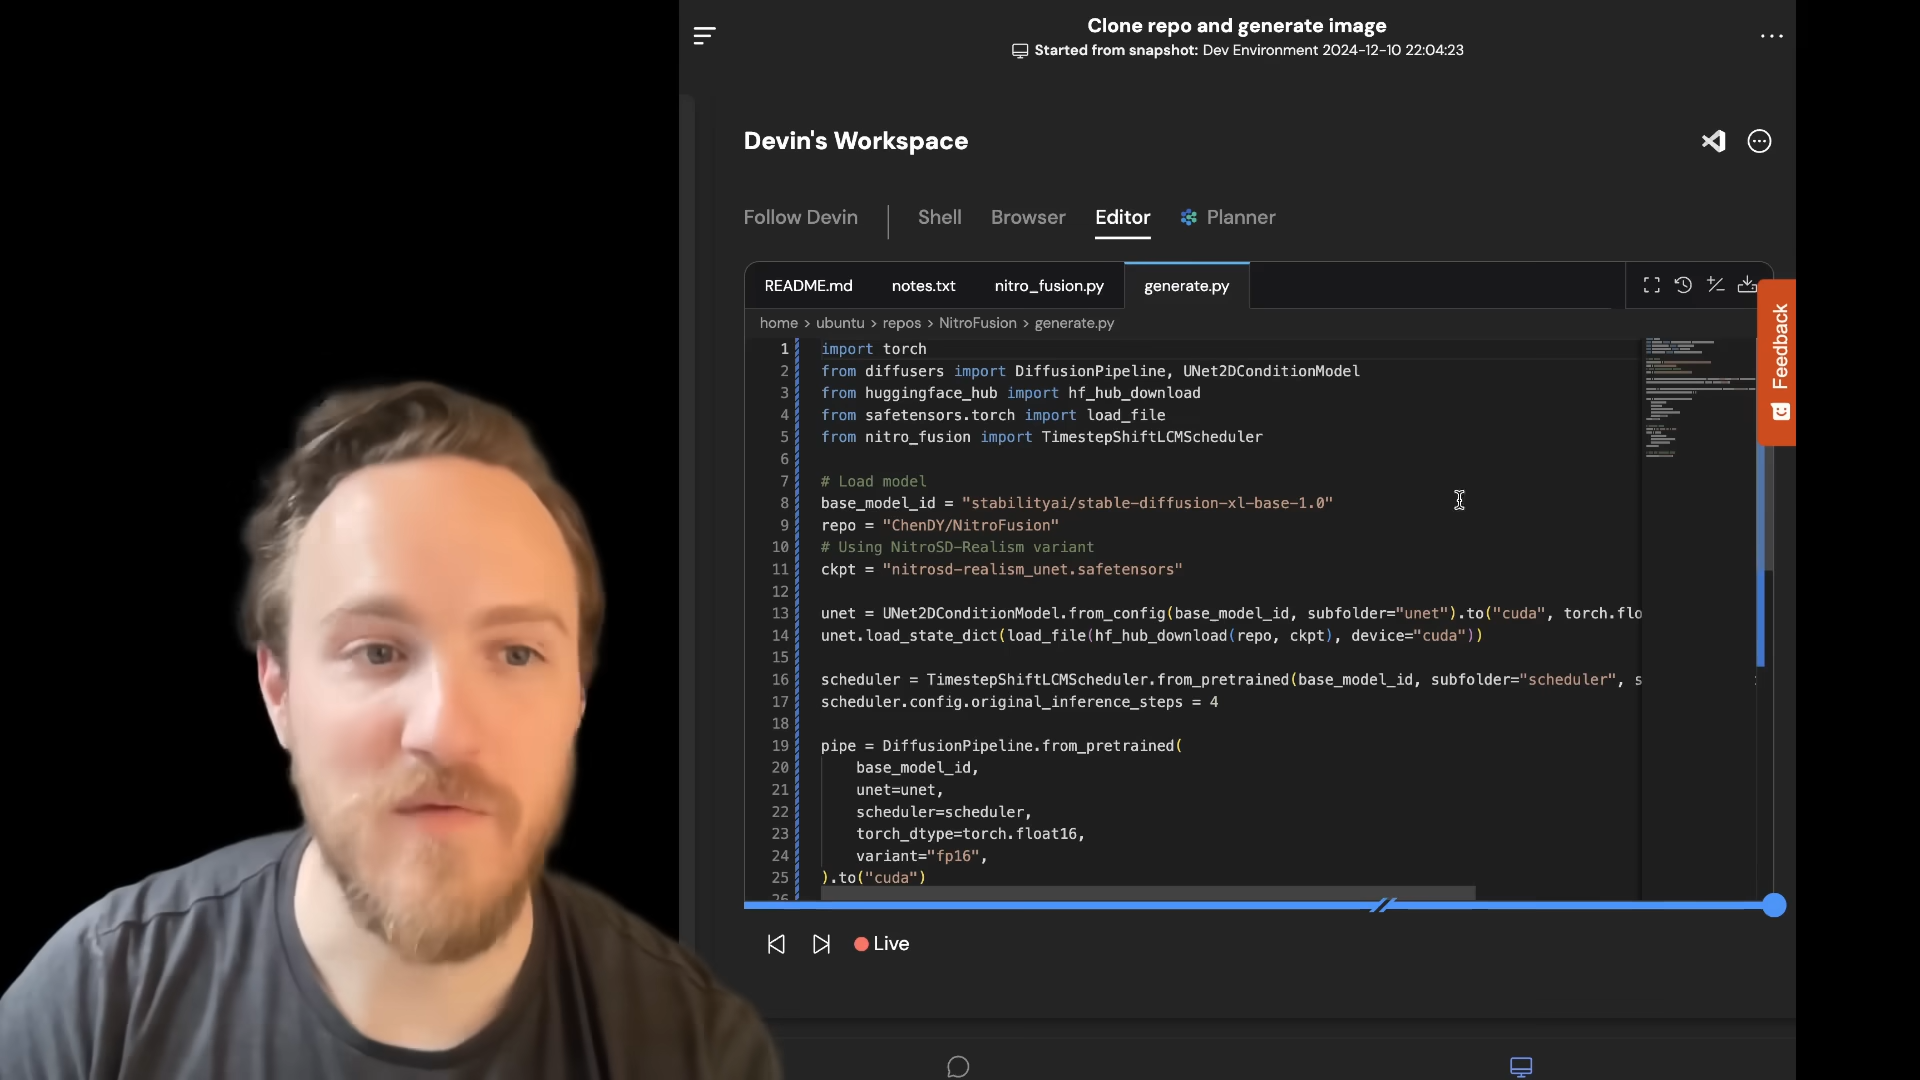 Clone repo and generate image
Started from snapshot: Dev Environment 2024-12-10 22:04:23
Devin's Workspace
Follow Devin
Shell
Browser
Editor
Planner
README.md
notes.txt
nitro_fusion.py
generate.py
Feedback
home > ubuntu > repos > NitroFusion > generate.py
1 import torch
2 from diffusers import DiffusionPipeline, UNet2DConditionModel
3 from huggingface_hub import hf_hub_download
4 from safetensors.torch import load_file
5 from nitro_fusion import TimestepShiftLCMScheduler
6
7 # Load model
8 base_model_id = "stabilityai/stable-diffusion-xl-base-1.0"
9 repo = "ChenDY/NitroFusion"
10 # Using NitroSD-Realism variant
11 ckpt = "nitrosd-realism_unet.safetensors"
12
13 unet = UNet2DConditionModel.from_config(base_model_id, subfolder="unet").to("cuda", torch.flo
14 unet.load_state_dict(load_file(hf_hub_download(repo, ckpt), device="cuda"))
15
16 scheduler = TimestepShiftLCMScheduler.from_pretrained(base_model_id, subfolder="scheduler", s
17 scheduler.config.original_inference_steps = 4
18
19 pipe = DiffusionPipeline.from_pretrained(
20 base_model_id,
21 unet=unet,
22 scheduler=scheduler,
23 torch_dtype=torch.float16,
24 variant="fp16",
25 ).to("cuda")
26
Live